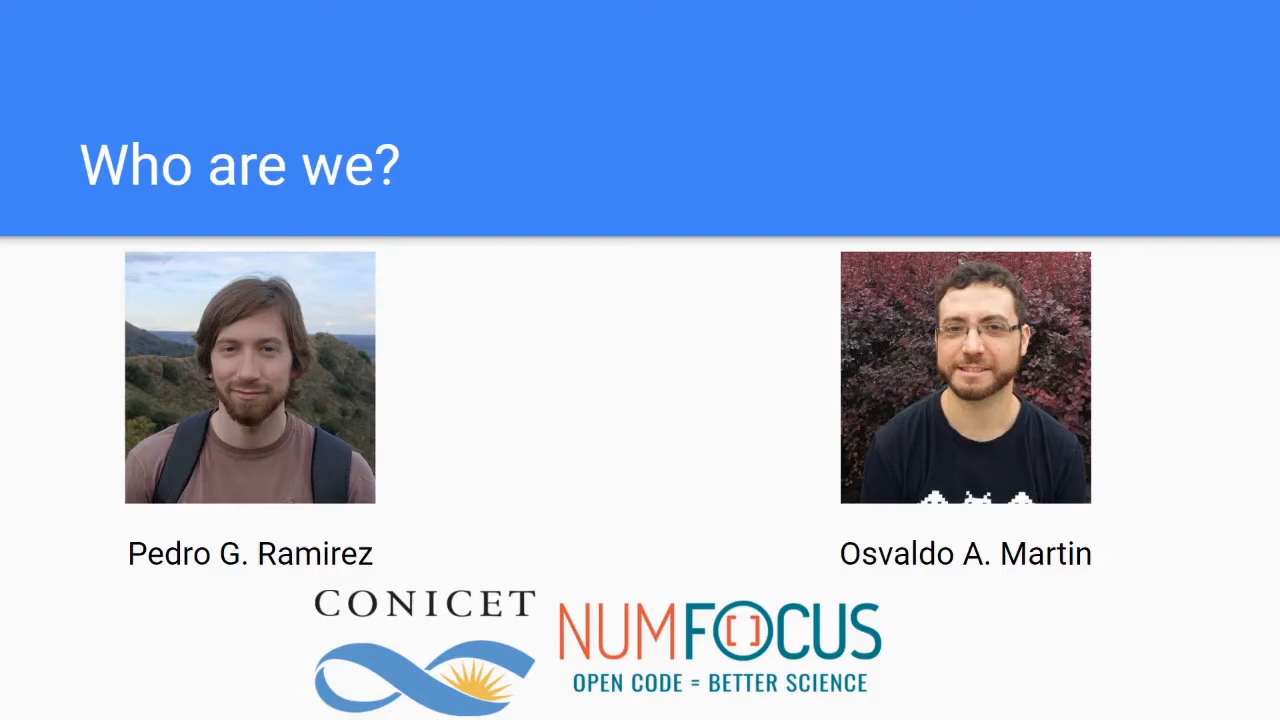 Who are we?
Pedro G. Ramirez
Osvaldo A. Martin
CONICET
NUMFOCUS
OPEN CODE = BETTER SCIENCE